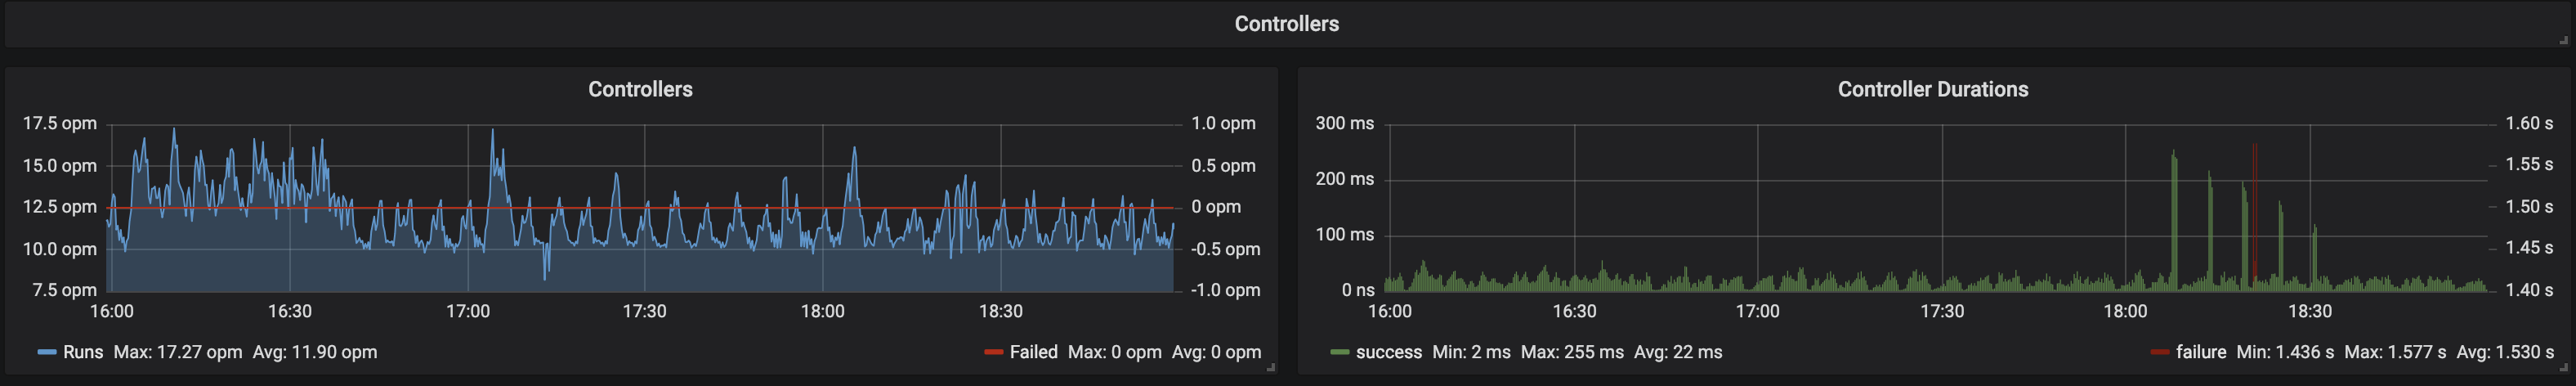 Controllers
Controllers
17.5 opm
15.0 opm
12.5 opm
10.0 opm
7.5 opm
1.0 opm
0.5 opm
0 opm
-0.5 opm
-1.0 opm
16:00 16:30 17:00 17:30 18:00 18:30
Runs Max: 17.27 opm Avg: 11.90 opm
Failed Max: 0 opm Avg: 0 opm
Controller Durations
300 ms
200 ms
100 ms
0 ns
1.60 s
1.55 s
1.50 s
1.45 s
1.40 s
16:00 16:30 17:00 17:30 18:00 18:30
success Min: 2 ms Max: 255 ms Avg: 22 ms
failure Min: 1.436 s Max: 1.577 s Avg: 1.530 s